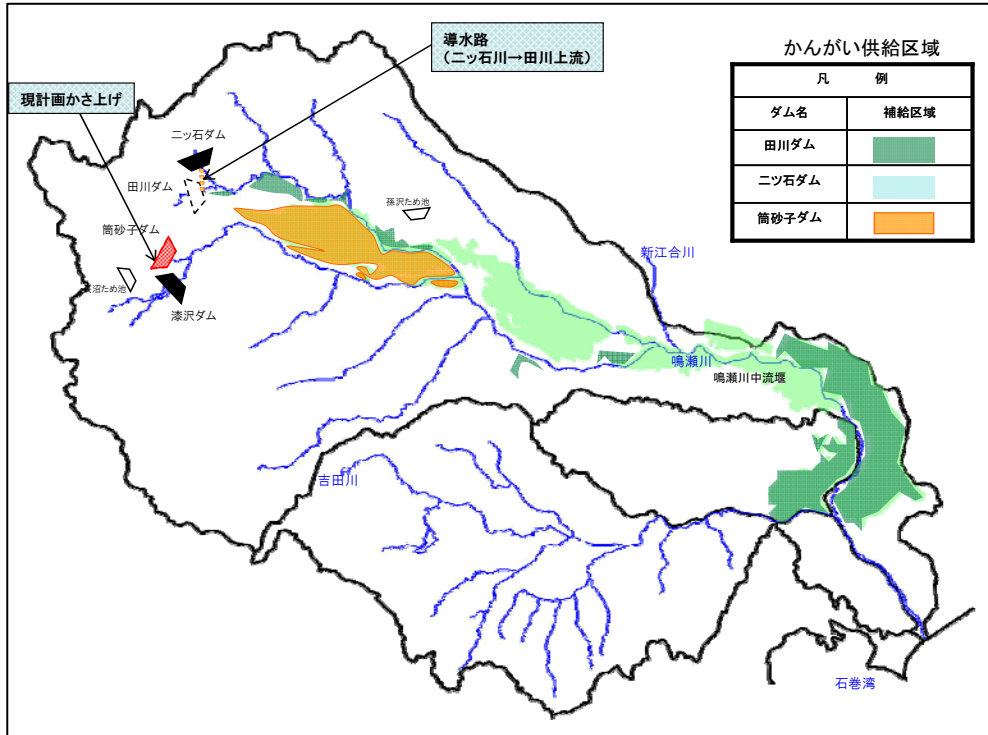 導水路
（二ッ石川→田川上流）
現計画かさ上げ
かんがい供給区域
凡 例
ダム名 補給区域
田川ダム
二ツ石ダム
筒砂子ダム
二ッ石ダム
田川ダム
孫沢ため池
筒砂子ダム
沼ため池
漆沢ダム
新江合川
鳴瀬川
鳴瀬川中流堰
吉田川
石巻湾